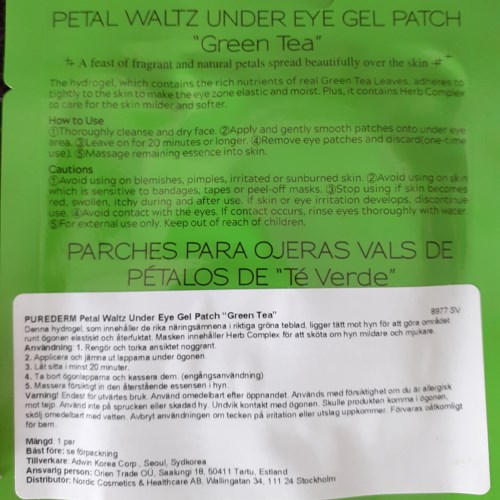 PETAL WALTZ UNDER EYE GEL PATCH
"Green Tea"
A feast of fragrant and natural petals spread beautifully over the skin
The hydrogel, which contains the rich nutrients of real Green Tea Leaves, adheres to
tightly to the skin to make the eye zone elastic and moist. Plus, it contains Herb Complex
to care for the skin milder and softer.
How to Use
①Thoroughly cleanse and dry face. ②Apply and gently smooth patches onto under eye
area. ③Leave on for 20 minutes or longer. ④Remove eye patches and discard(one-time
use). ⑤Massage remaining essence into skin.
Cautions
①Avoid using on blemishes, pimples, irritated or sunburned skin. ②Avoid using on skin
which is sensitive to bandages, tapes or peel-off masks. ③Stop using if skin becomes
red, swollen, itchy during and after use. If skin or eye irritation develops, discontinue
use. ④Avoid contact with the eyes. If contact occurs, rinse eyes thoroughly with water.
⑤For external use only. Keep out of reach of children.
PARCHES PARA OJERAS VALS DE
PÉTALOS DE "Té Verde"
PUREDERM Petal Waltz Under Eye Gel Patch "Green Tea" 8977 SV
Denna hydrogel, som innehåller de rika näringsämnena i riktiga gröna teblad, ligger tätt mot hyn för att göra området
runt ögonen elastiskt och återfuktat. Masken innehåller Herb Complex för att sköta om hyn mildare och mjukare.
Användning: 1. Rengör och torka ansiktet noggrant.
2. Applicera och jämna ut lapparna under ögonen.
3. Låt sitta i minst 20 minuter.
4. Ta bort ögonlapparna och kassera dem. (engångsanvändning)
5. Massera försiktigt in den återstående essensen i hyn.
Varning! Endast för utvärtes bruk. Använd omedelbart efter öppnandet. Används med försiktighet om du är allergisk
mot tejp. Använd inte på sprucken eller skadad hy. Undvik kontakt med ögonen. Skulle produkten komma i ögonen,
skölj omedelbart med vatten. Avbryt användningen om tecken på irritation eller utslag uppkommer. Förvaras oåtkomligt
för barn.
Mängd: 1 par
Bäst före: se förpackning
Tillverkare: Adwin Korea Corp., Seoul, Sydkorea
Ansvarig person: Orien Trade OÜ, Saalungi 18, 50411 Tartu, Estland
Distributör: Nordic Cosmetics & Healthcare AB, Wallingatan 34, 111 24 Stockholm